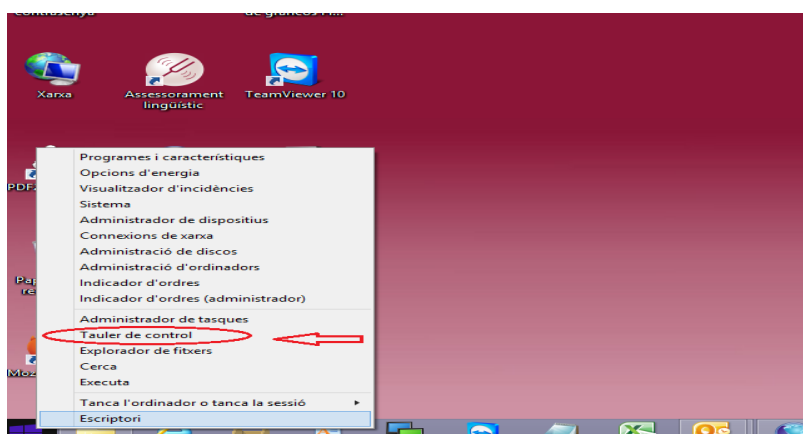 Xarxa
Assessorament
lingüístic
TeamViewer 10
Programes i característiques
Opcions d'energia
Visualitzador d'incidències
Sistema
Administrador de dispositius
Connexions de xarxa
Administració de discos
Administració d'ordinadors
Indicador d'ordres
Indicador d'ordres (administrador)
Administrador de tasques
Tauler de control
Explorador de fitxers
Cerca
Executa
Tanca l'ordinador o tanca la sessió
Escriptori